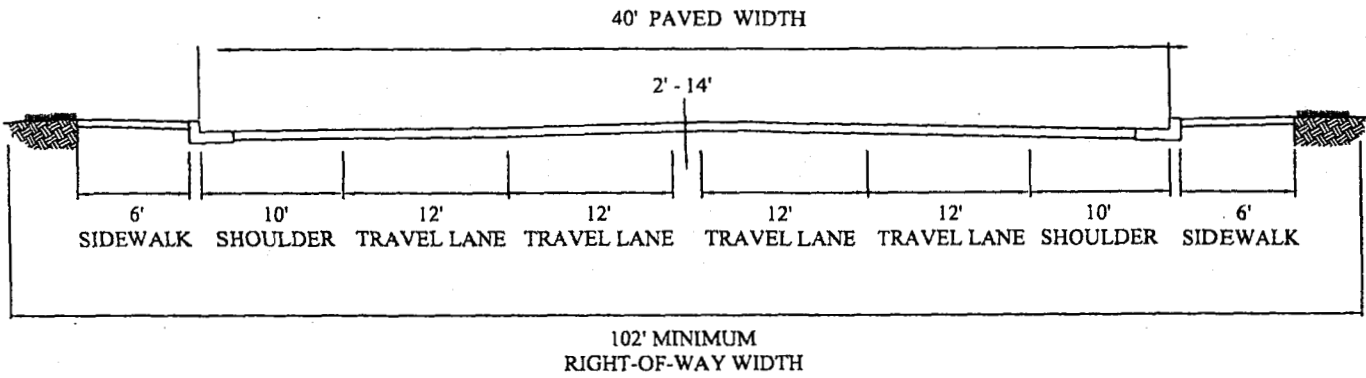 40' PAVED WIDTH
2' - 14'
6' 10' 12' 12' 12' 12' 10' 6'
SIDEWALK SHOULDER TRAVEL LANE TRAVEL LANE TRAVEL LANE TRAVEL LANE SHOULDER SIDEWALK
102' MINIMUM
RIGHT-OF-WAY WIDTH